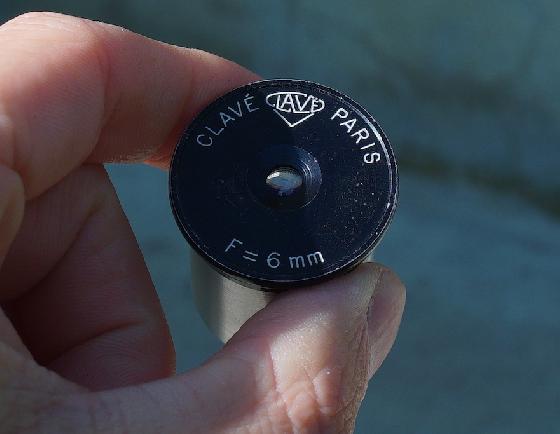 CLAVÉ CLAVÉ PARIS
F = 6 mm